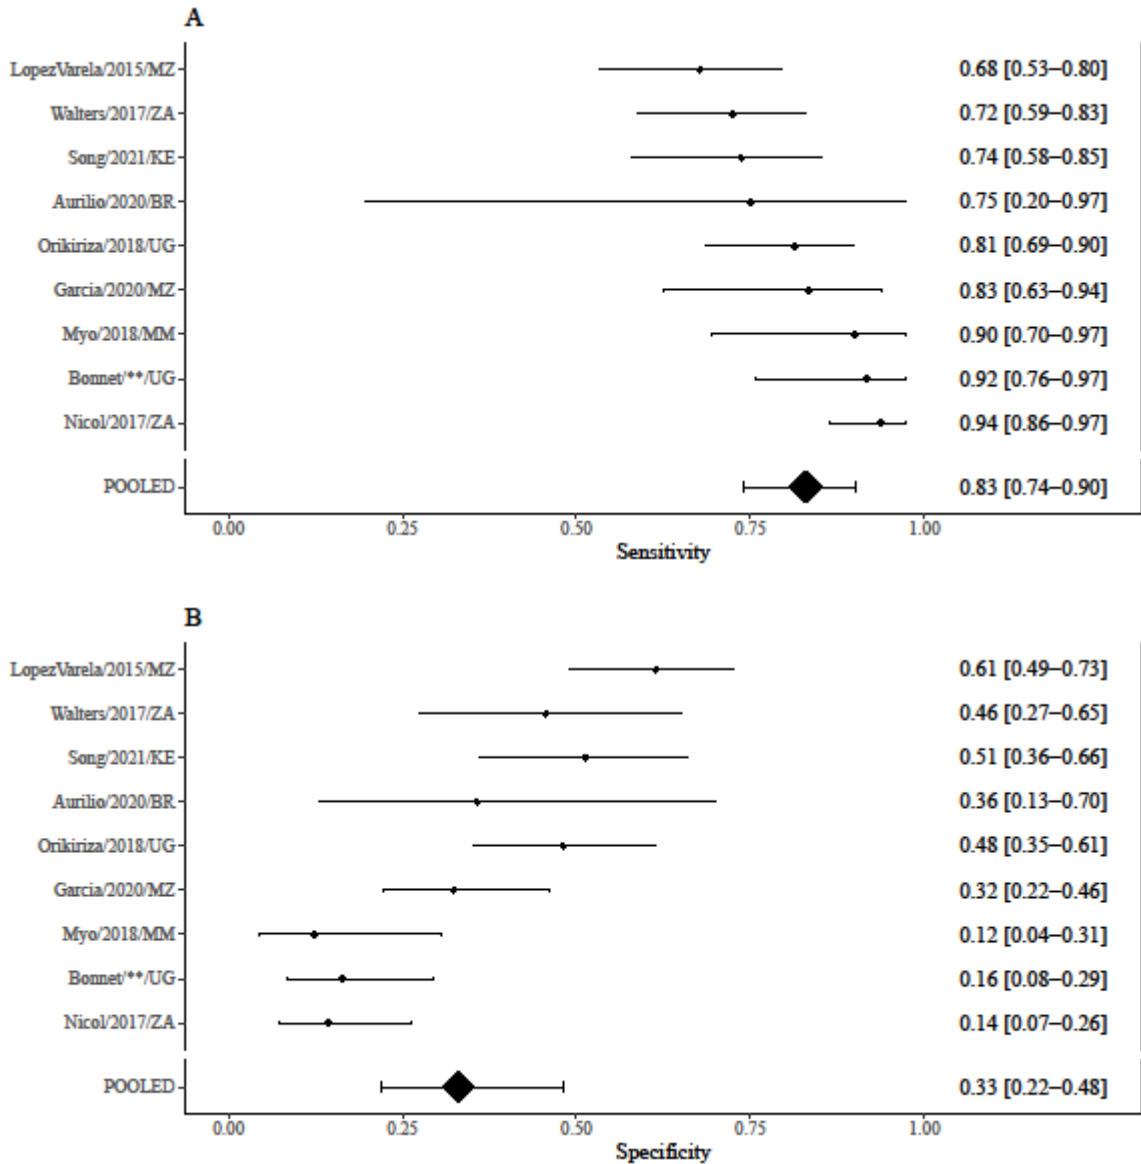 A
LopezVarela/2015/MZ 0.68 [0.53–0.80]
Walters/2017/ZA 0.72 [0.59–0.83]
Song/2021/KE 0.74 [0.58–0.85]
Aurilio/2020/BR 0.75 [0.20–0.97]
Orikiriza/2018/UG 0.81 [0.69–0.90]
Garcia/2020/MZ 0.83 [0.63–0.94]
Myo/2018/MM 0.90 [0.70–0.97]
Bonnet/**/UG 0.92 [0.76–0.97]
Nicol/2017/ZA 0.94 [0.86–0.97]
POOLED 0.83 [0.74–0.90]
0.00 0.25 0.50 0.75 1.00
Sensitivity
B
LopezVarela/2015/MZ 0.61 [0.49–0.73]
Walters/2017/ZA 0.46 [0.27–0.65]
Song/2021/KE 0.51 [0.36–0.66]
Aurilio/2020/BR 0.36 [0.13–0.70]
Orikiriza/2018/UG 0.48 [0.35–0.61]
Garcia/2020/MZ 0.32 [0.22–0.46]
Myo/2018/MM 0.12 [0.04–0.31]
Bonnet/**/UG 0.16 [0.08–0.29]
Nicol/2017/ZA 0.14 [0.07–0.26]
POOLED 0.33 [0.22–0.48]
0.00 0.25 0.50 0.75 1.00
Specificity